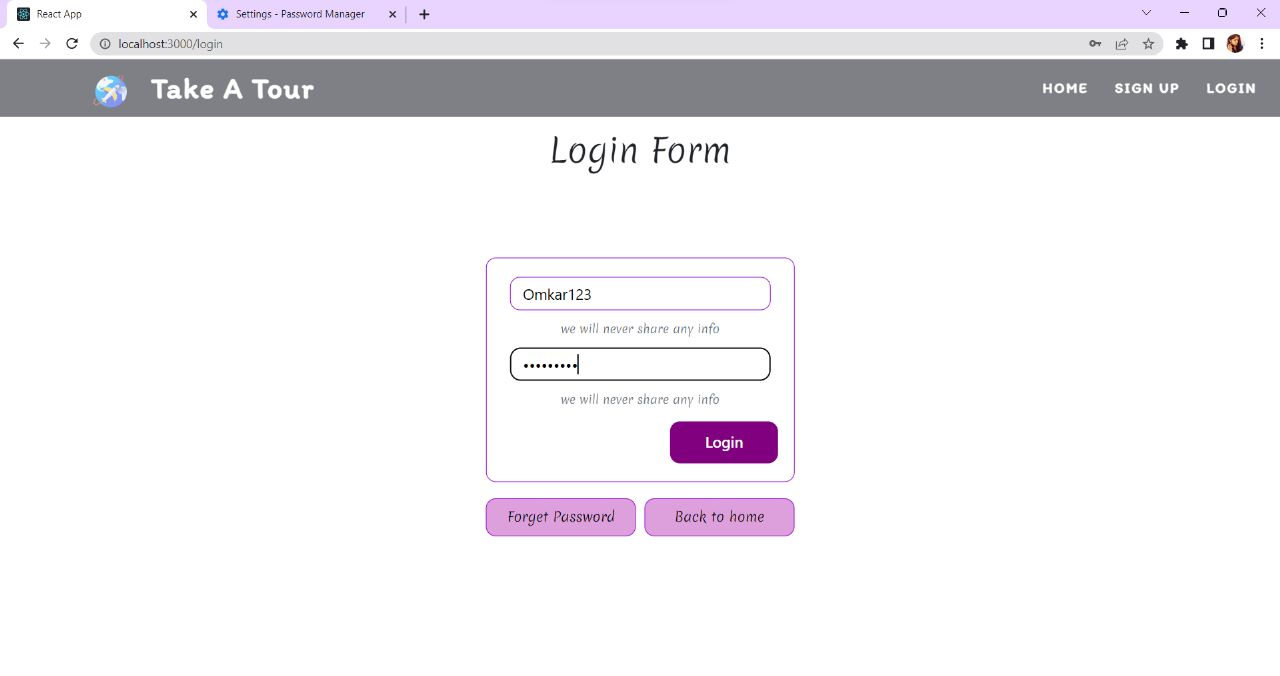 React App
Settings - Password Manager
localhost:3000/login
Take A Tour
HOME SIGN UP LOGIN
Login Form
Omkar123
we will never share any info
•••••••••
we will never share any info
Login
Forget Password
Back to home